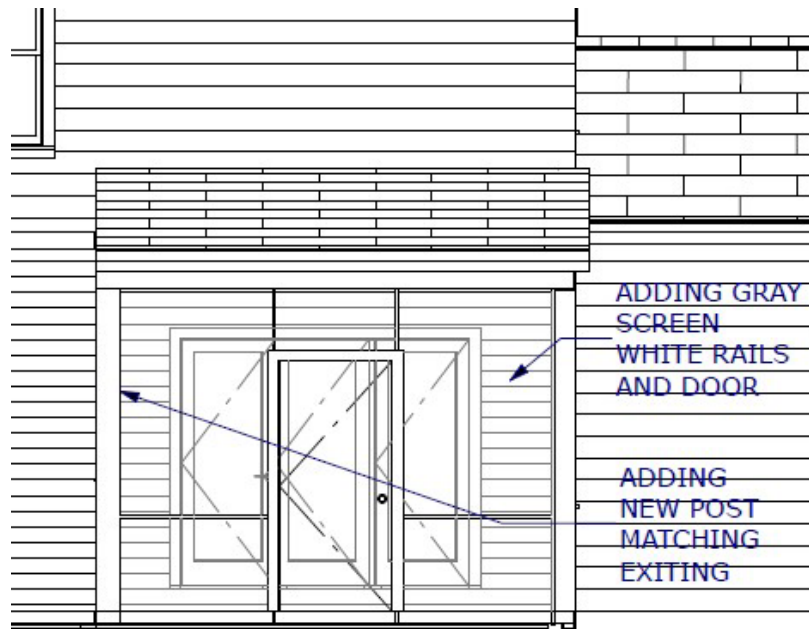 ADDING GRAY
SCREEN
WHITE RAILS
AND DOOR
ADDING
NEW POST
MATCHING
EXITING